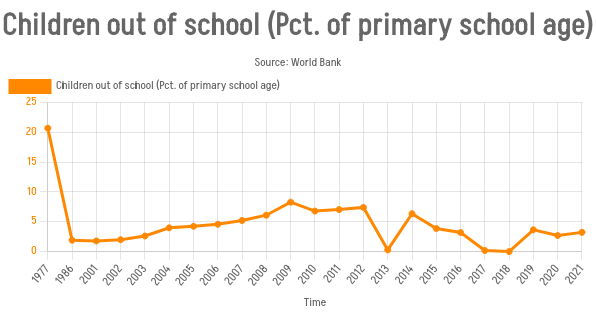 Children out of school (Pct. of primary school age)
Source: World Bank
Children out of school (Pct. of primary school age)
25
20
15
10
5
0
1977 1986 2001 2002 2003 2004 2005 2006 2007 2008 2009 2010 2011 2012 2013 2014 2015 2016 2017 2018 2019 2020 2021
Time